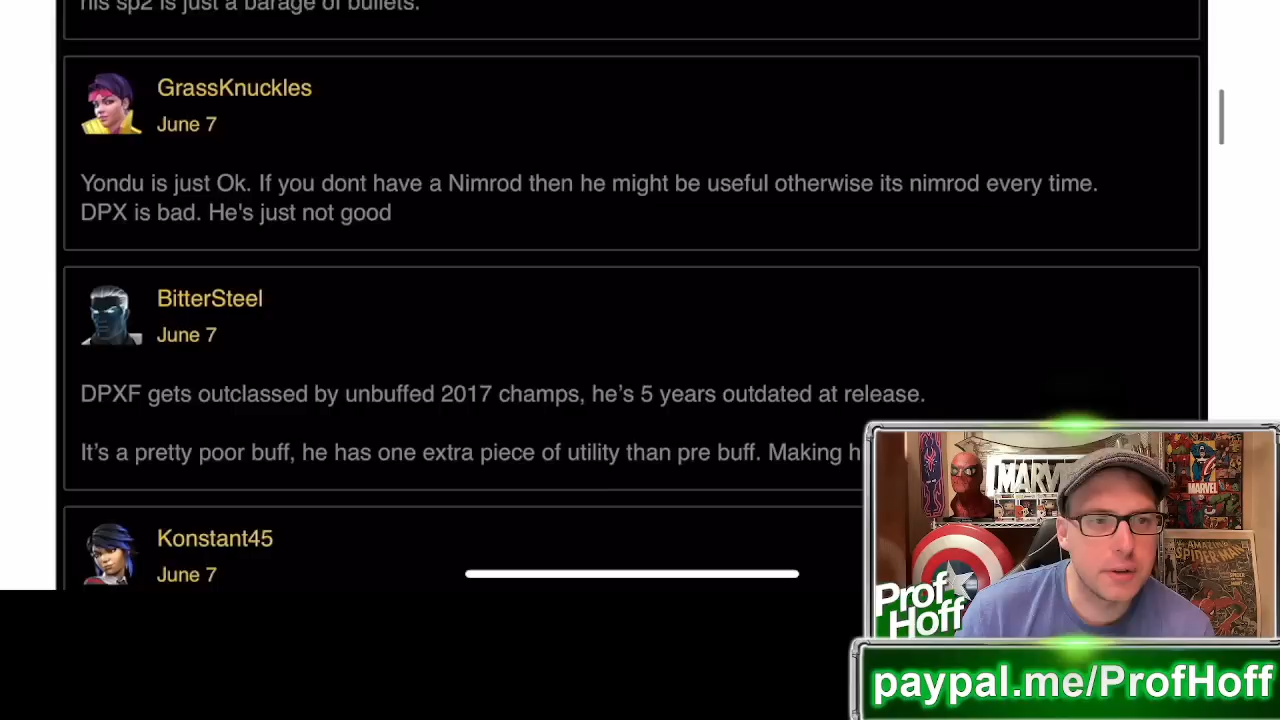 his sp2 is just a barage of bullets.
GrassKnuckles
June 7
Yondu is just Ok. If you dont have a Nimrod then he might be useful otherwise its nimrod every time.
DPX is bad. He's just not good
BitterSteel
June 7
DPXF gets outclassed by unbuffed 2017 champs, he’s 5 years outdated at release.
It’s a pretty poor buff, he has one extra piece of utility than pre buff. Making h
Konstant45
June 7
MARVE
MARVEL
AMAZING
SPIDER-MAN
Prof
Hoff
paypal.me/ProfHoff